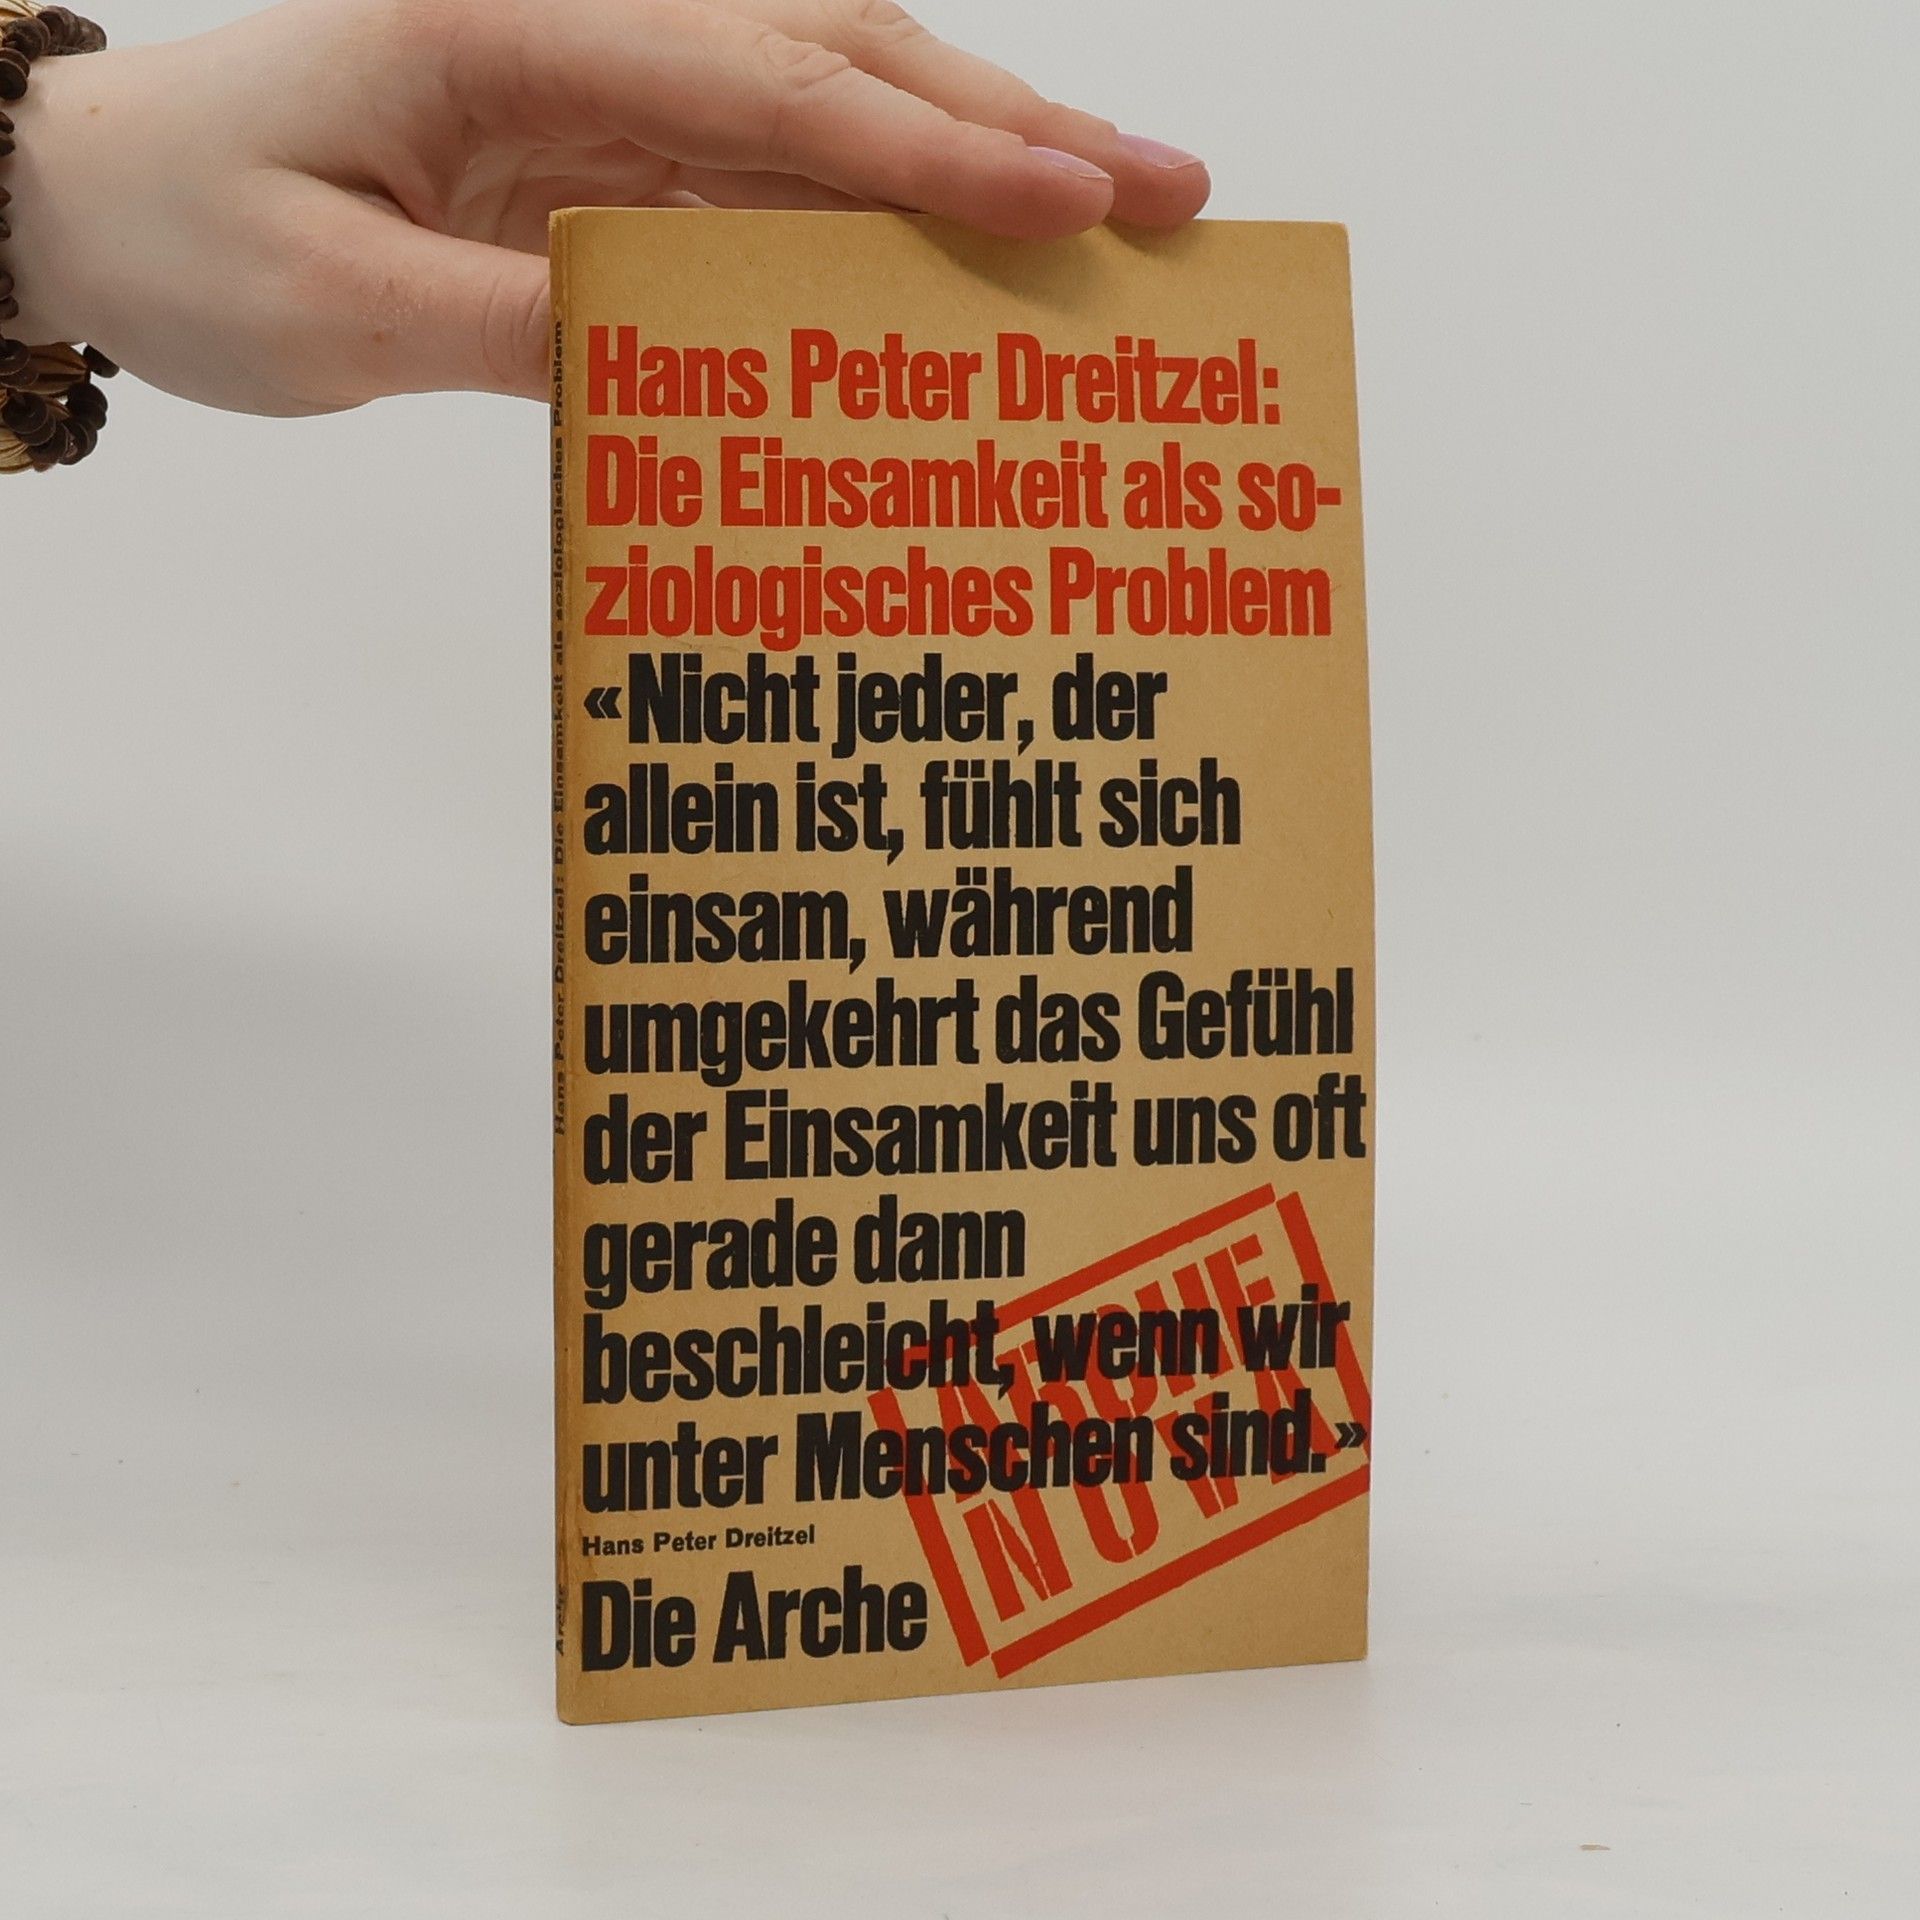 Hans Peter Dreitzel:
Die Einsamkeit als so-
ziologisches Problem
«Nicht jeder, der
allein ist, fühlt sich
einsam, während
umgekehrt das Gefühl
der Einsamkeit uns oft
gerade dann
beschleicht, wenn wir
unter Menschen sind.»
Hans Peter Dreitzel
Die Arche
ARCHE
NOVA
Arche
Hans Peter Dreitzel: Die Einsamkeit als soziologisches Problem